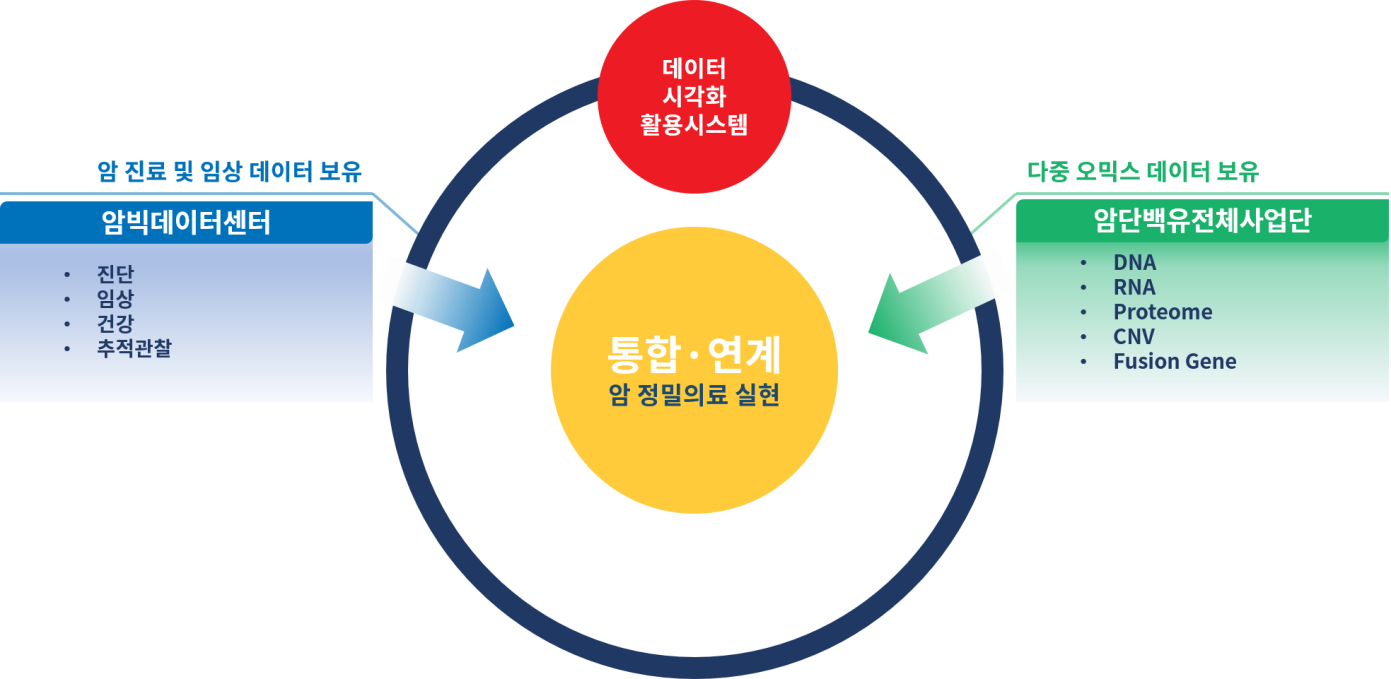 데이터
시각화
활용시스템
암 진료 및 임상 데이터 보유
암빅데이터센터
• 진단
• 임상
• 건강
• 추적관찰
다중 오믹스 데이터 보유
암단백유전체사업단
• DNA
• RNA
• Proteome
• CNV
• Fusion Gene
통합·연계
암 정밀의료 실현